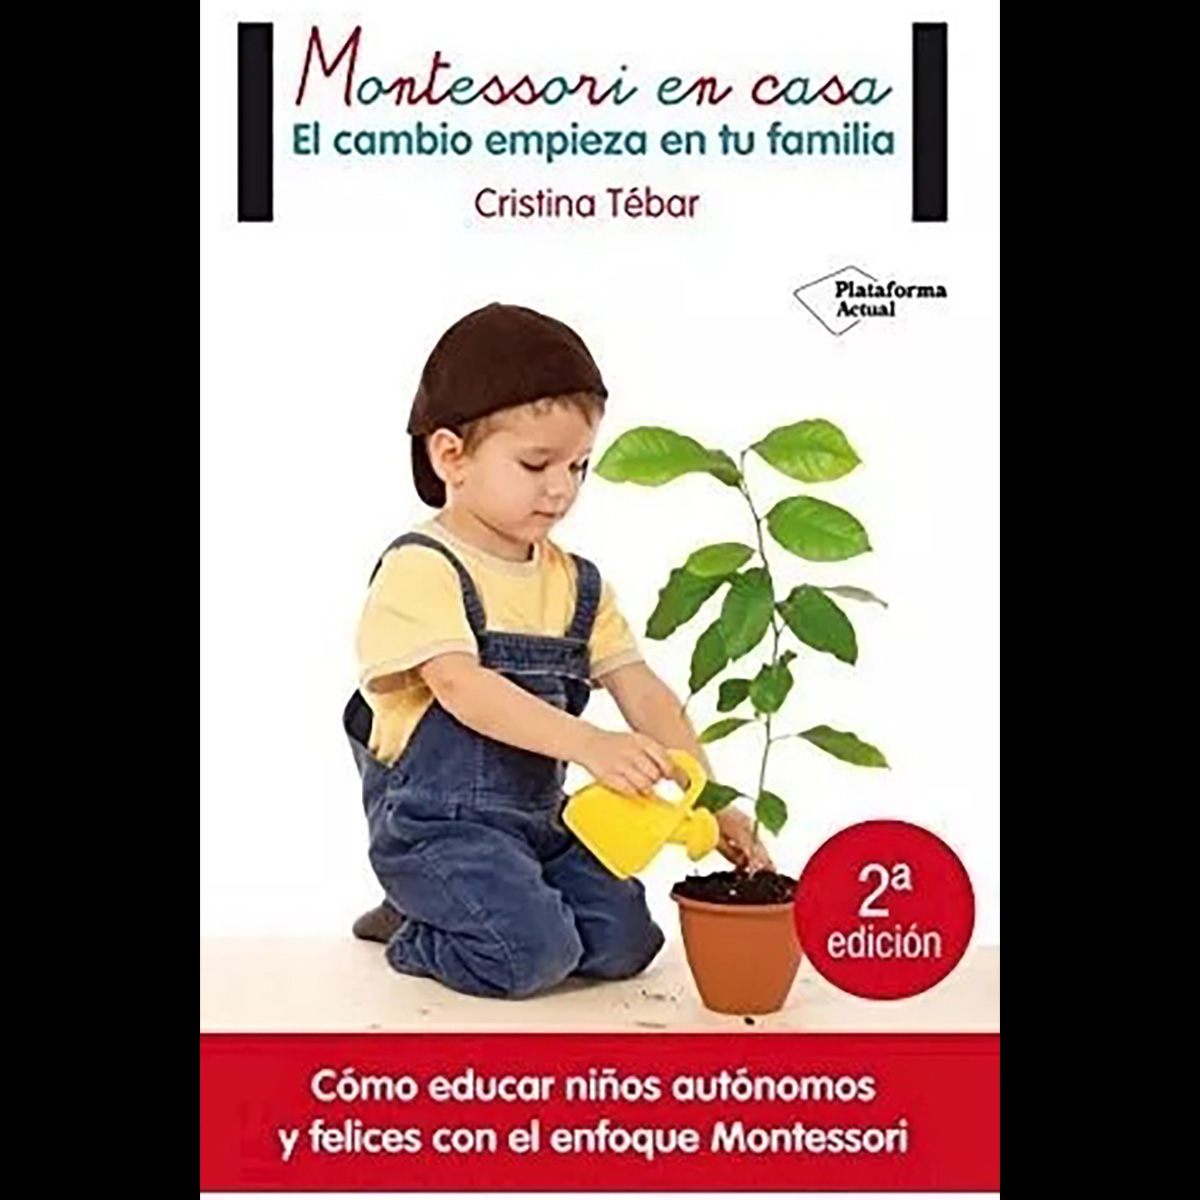 Montessori en casa
El cambio empieza en tu familia
Cristina Tébar
Plataforma
Actual
2ª
edición
Cómo educar niños autónomos
y felices con el enfoque Montessori